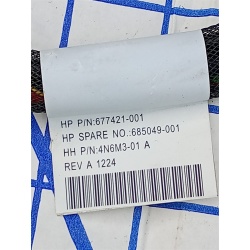 HP P/N:677421-001
HP SPARE NO.:685049-001
HH P/N:4N6M3-01 A
REV A 1224